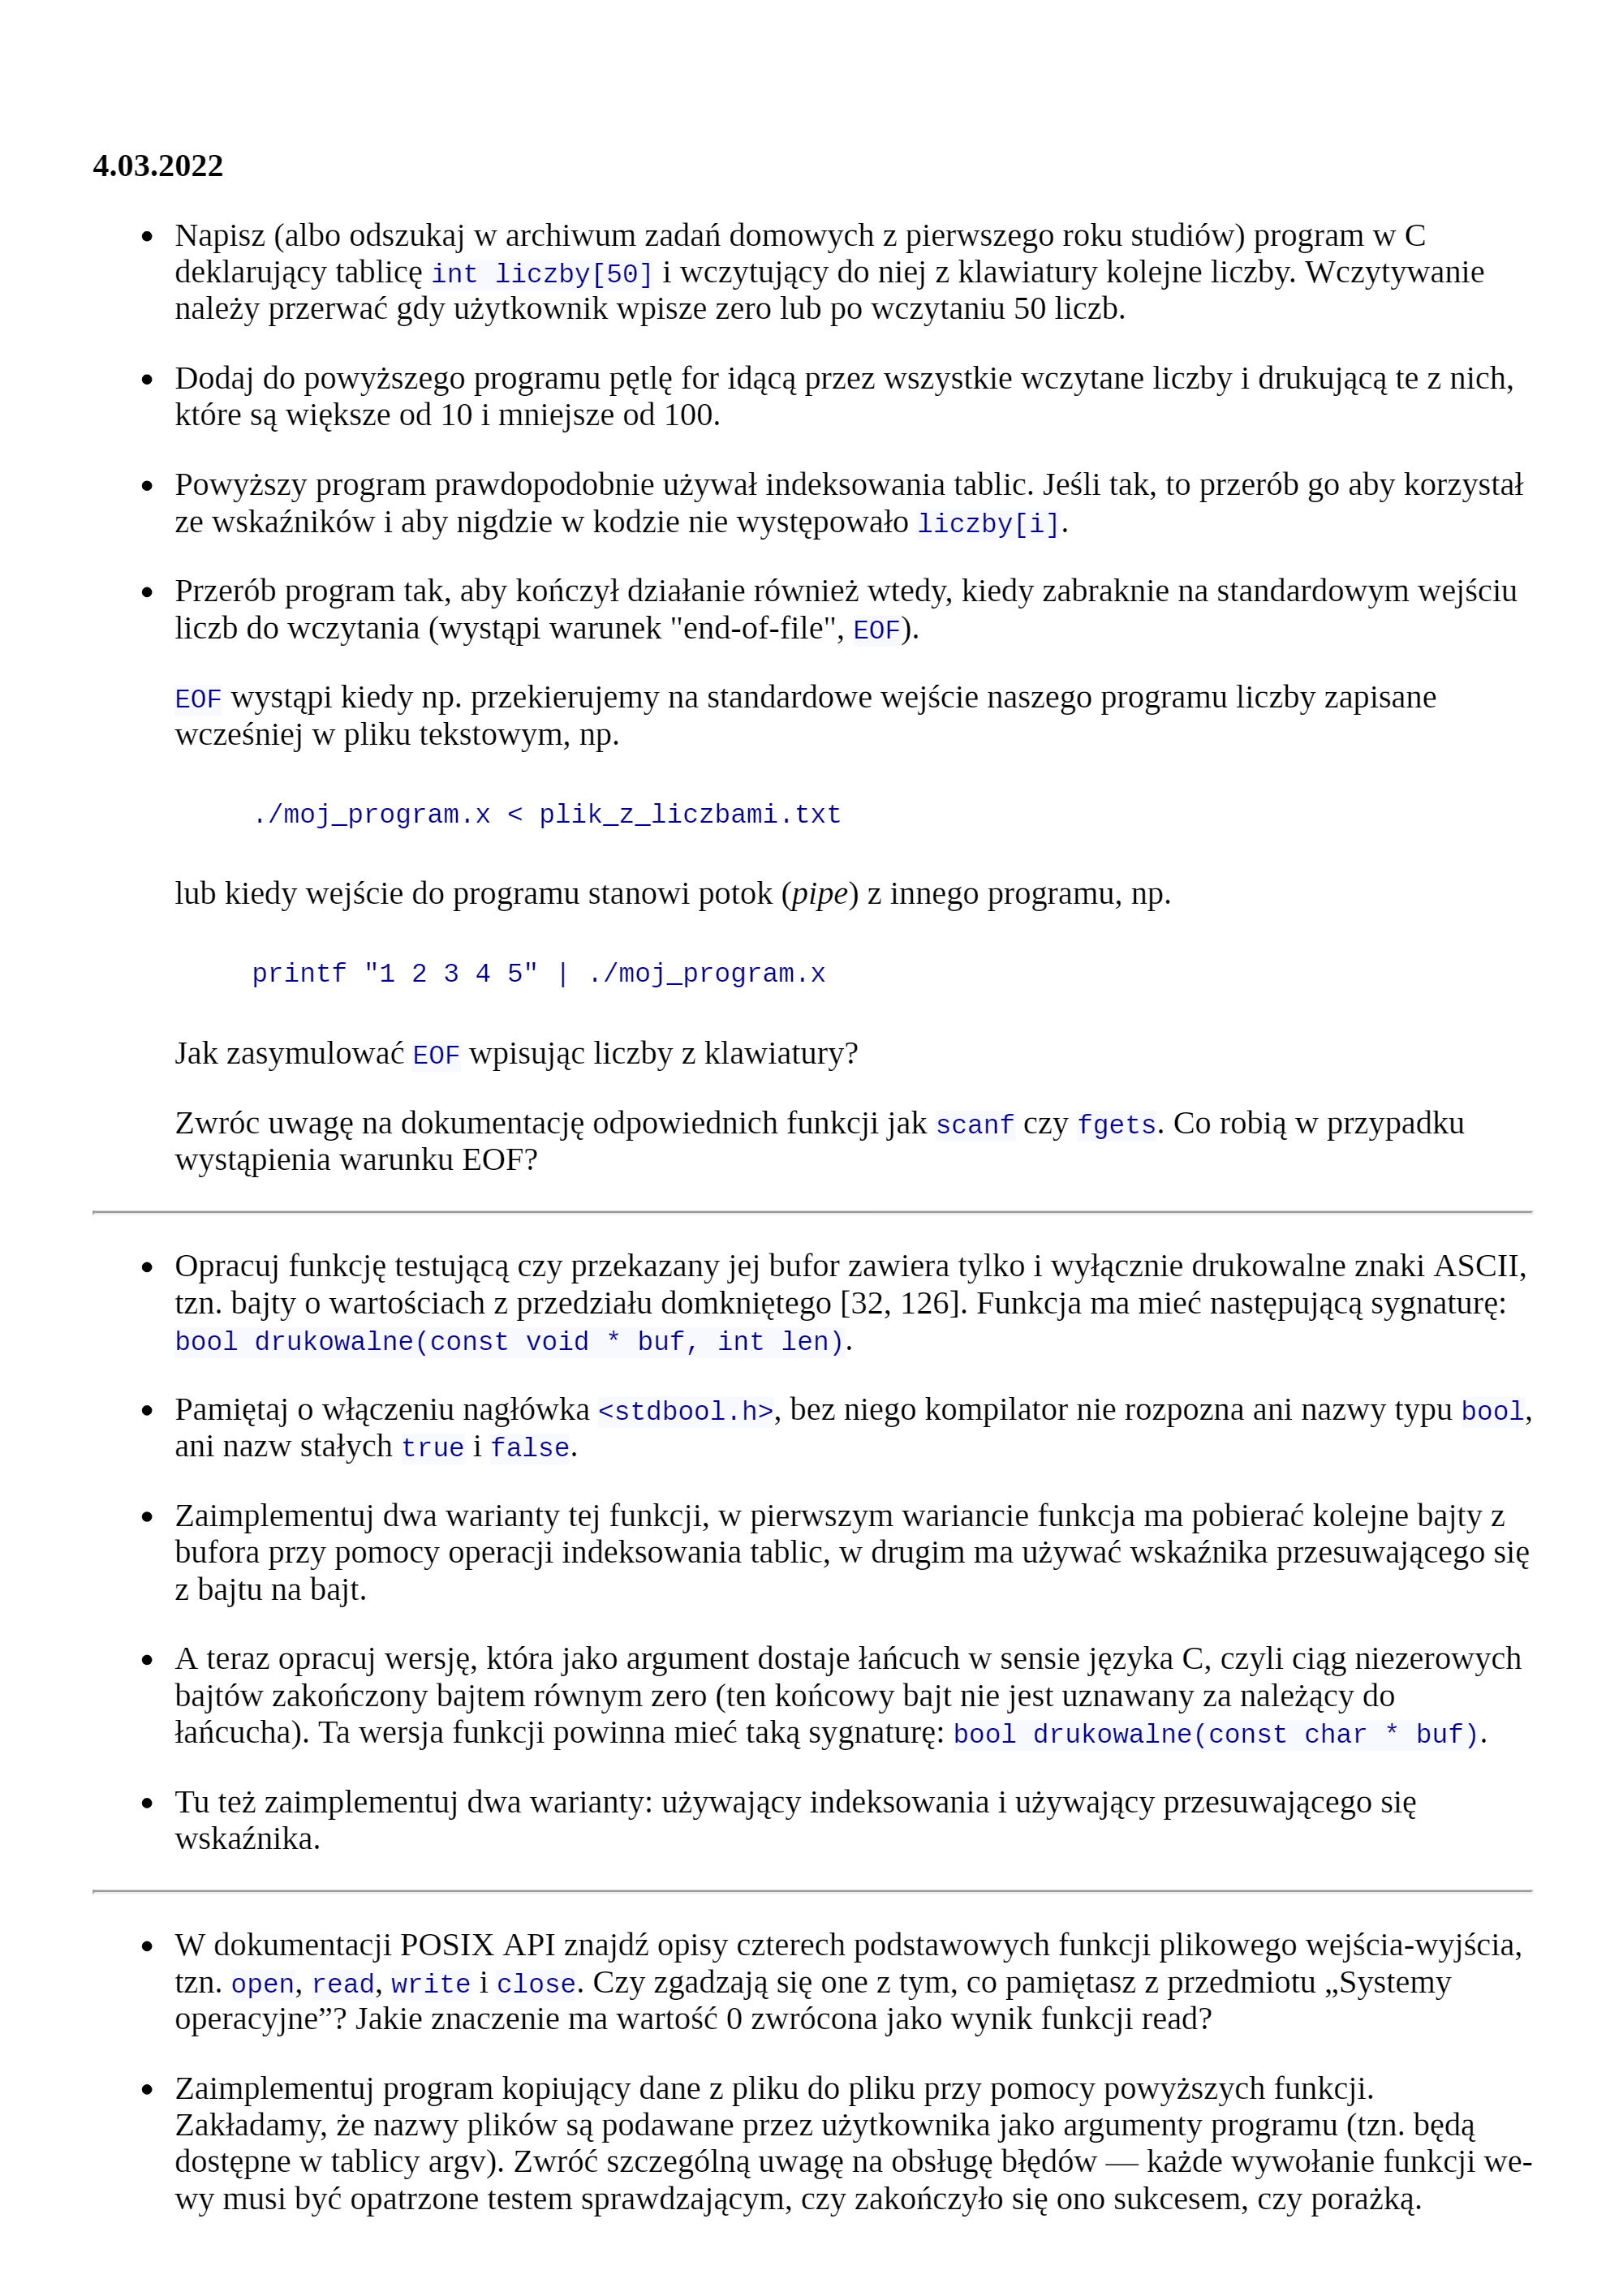 4.03.2022
Napisz (albo odszukaj w archiwum zadań domowych z pierwszego roku studiów) program w C
deklarujący tablicę int liczby[50] i wczytujący do niej z klawiatury kolejne liczby. Wczytywanie
należy przerwać gdy użytkownik wpisze zero lub po wczytaniu 50 liczb.
Dodaj do powyższego programu pętlę for idącą przez wszystkie wczytane liczby i drukującą te z nich,
które są większe od 10 i mniejsze od 100.
Powyższy program prawdopodobnie używał indeksowania tablic. Jeśli tak, to przerób go aby korzystał
ze wskaźników i aby nigdzie w kodzie nie występowało liczby[i].
Przerób program tak, aby kończył działanie również wtedy, kiedy zabraknie na standardowym wejściu
liczb do wczytania (wystąpi warunek "end-of-file", EOF).
EOF wystąpi kiedy np. przekierujemy na standardowe wejście naszego programu liczby zapisane
wcześniej w pliku tekstowym, np.
./moj_program.x < plik_z_liczbami.txt
lub kiedy wejście do programu stanowi potok (pipe) z innego programu, np.
printf "1 2 3 4 5" | ./moj_program.x
Jak zasymulować EOF wpisując liczby z klawiatury?
Zwróc uwagę na dokumentację odpowiednich funkcji jak scanf czy fgets. Co robią w przypadku
wystąpienia warunku EOF?
Opracuj funkcję testującą czy przekazany jej bufor zawiera tylko i wyłącznie drukowalne znaki ASCII,
tzn. bajty o wartościach z przedziału domkniętego [32, 126]. Funkcja ma mieć następującą sygnaturę:
bool drukowalne(const void * buf, int len).
Pamiętaj o włączeniu nagłówka <stdbool.h>, bez niego kompilator nie rozpozna ani nazwy typu bool,
ani nazw stałych true i false.
Zaimplementuj dwa warianty tej funkcji, w pierwszym wariancie funkcja ma pobierać kolejne bajty z
bufora przy pomocy operacji indeksowania tablic, w drugim ma używać wskaźnika przesuwającego się
z bajtu na bajt.
A teraz opracuj wersję, która jako argument dostaje łańcuch w sensie języka C, czyli ciąg niezerowych
bajtów zakończony bajtem równym zero (ten końcowy bajt nie jest uznawany za należący do
łańcucha). Ta wersja funkcji powinna mieć taką sygnaturę: bool drukowalne(const char * buf).
Tu też zaimplementuj dwa warianty: używający indeksowania i używający przesuwającego się
wskaźnika.
W dokumentacji POSIX API znajdź opisy czterech podstawowych funkcji plikowego wejścia-wyjścia,
tzn. open, read, write i close. Czy zgadzają się one z tym, co pamiętasz z przedmiotu „Systemy
operacyjne”? Jakie znaczenie ma wartość 0 zwrócona jako wynik funkcji read?
Zaimplementuj program kopiujący dane z pliku do pliku przy pomocy powyższych funkcji.
Zakładamy, że nazwy plików są podawane przez użytkownika jako argumenty programu (tzn. będą
dostępne w tablicy argv). Zwróć szczególną uwagę na obsługę błędów — każde wywołanie funkcji we-
wy musi być opatrzone testem sprawdzającym, czy zakończyło się ono sukcesem, czy porażką.